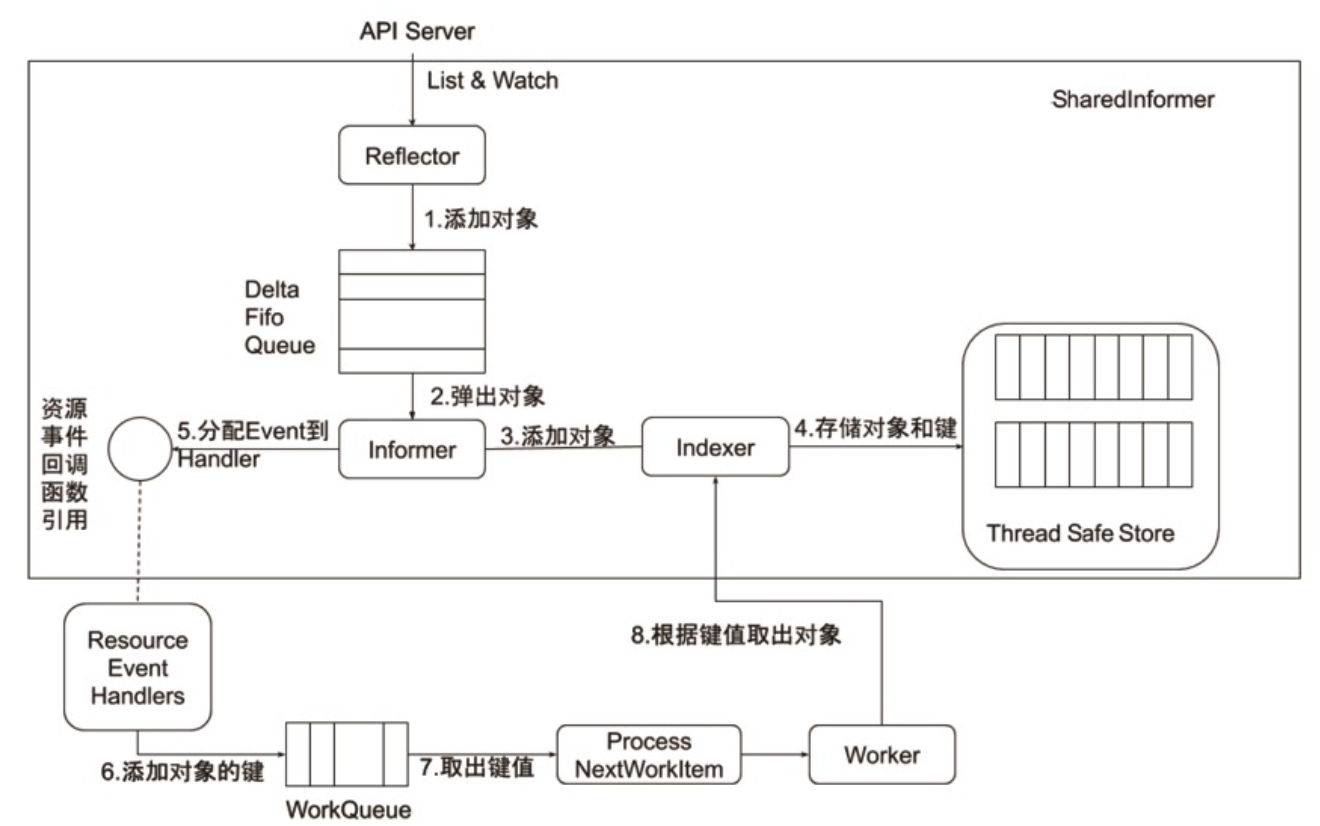 API Server
List & Watch
SharedInformer
Reflector
1.添加对象
Delta
Fifo
Queue
2.弹出对象
资源
事件
回调
函数
引用
5.分配Event到
Handler
Informer
3.添加对象
Indexer
4.存储对象和键
Thread Safe Store
Resource
Event
Handlers
8.根据键值取出对象
6.添加对象的键
WorkQueue
7.取出键值
Process
NextWorkItem
Worker